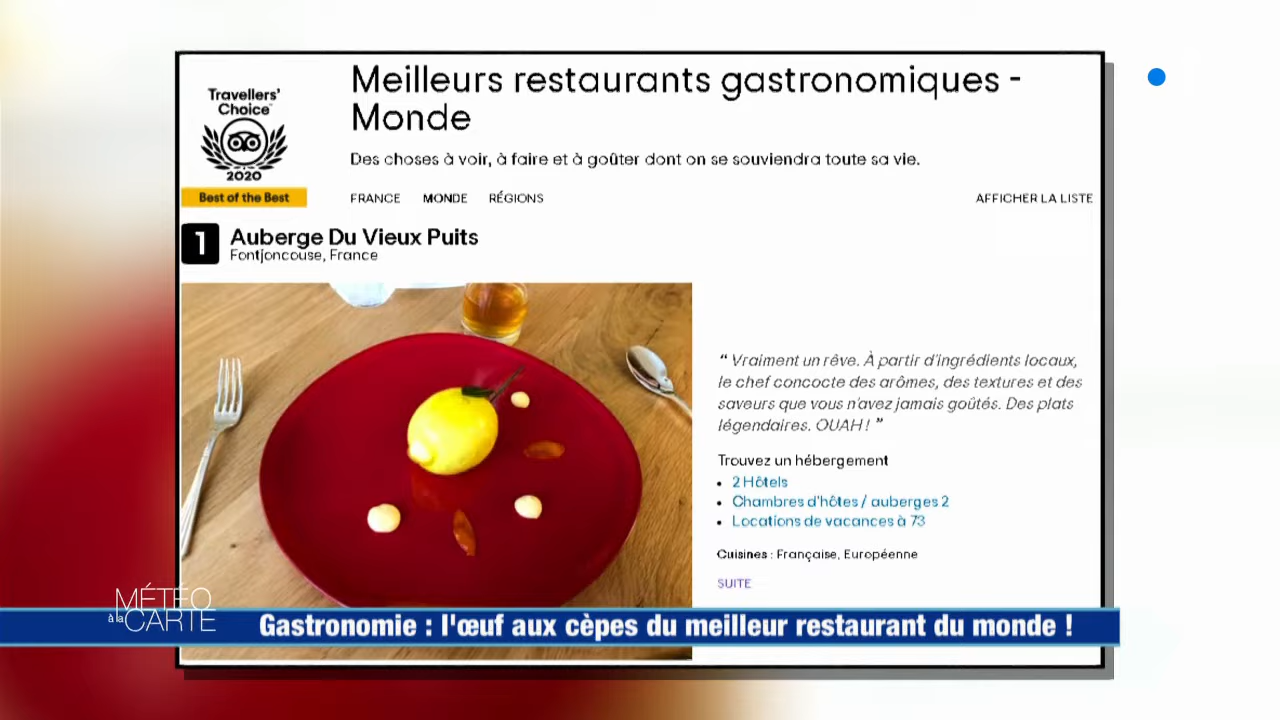 Travellers'
Choice™
2020
Best of the Best
Meilleurs restaurants gastronomiques -
Monde
Des choses à voir, à faire et à goûter dont on se souviendra toute sa vie.
FRANCE MONDE RÉGIONS AFFICHER LA LISTE
1 Auberge Du Vieux Puits
Fontjoncouse, France
“ Vraiment un rêve. À partir d'ingrédients locaux,
le chef concocte des arômes, des textures et des
saveurs que vous n'avez jamais goûtés. Des plats
légendaires. OUAH ! ”
Trouvez un hébergement
• 2 Hôtels
• Chambres d'hôtes / auberges 2
• Locations de vacances à 73
Cuisines : Française, Européenne
SUITE
MÉTÉO
à la CARTE
Gastronomie : l'œuf aux cèpes du meilleur restaurant du monde !